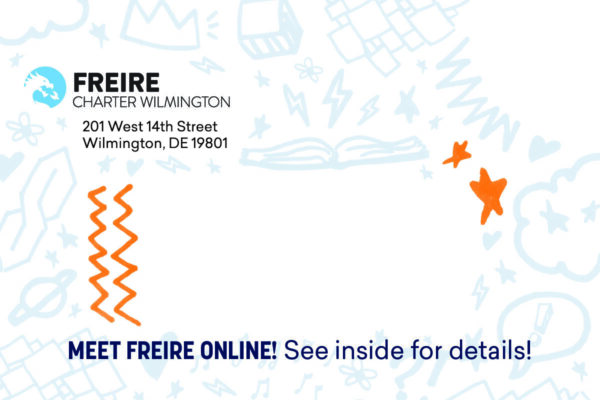 FREIRE
CHARTER WILMINGTON
201 West 14th Street
Wilmington, DE 19801
MEET FREIRE ONLINE! See inside for details!